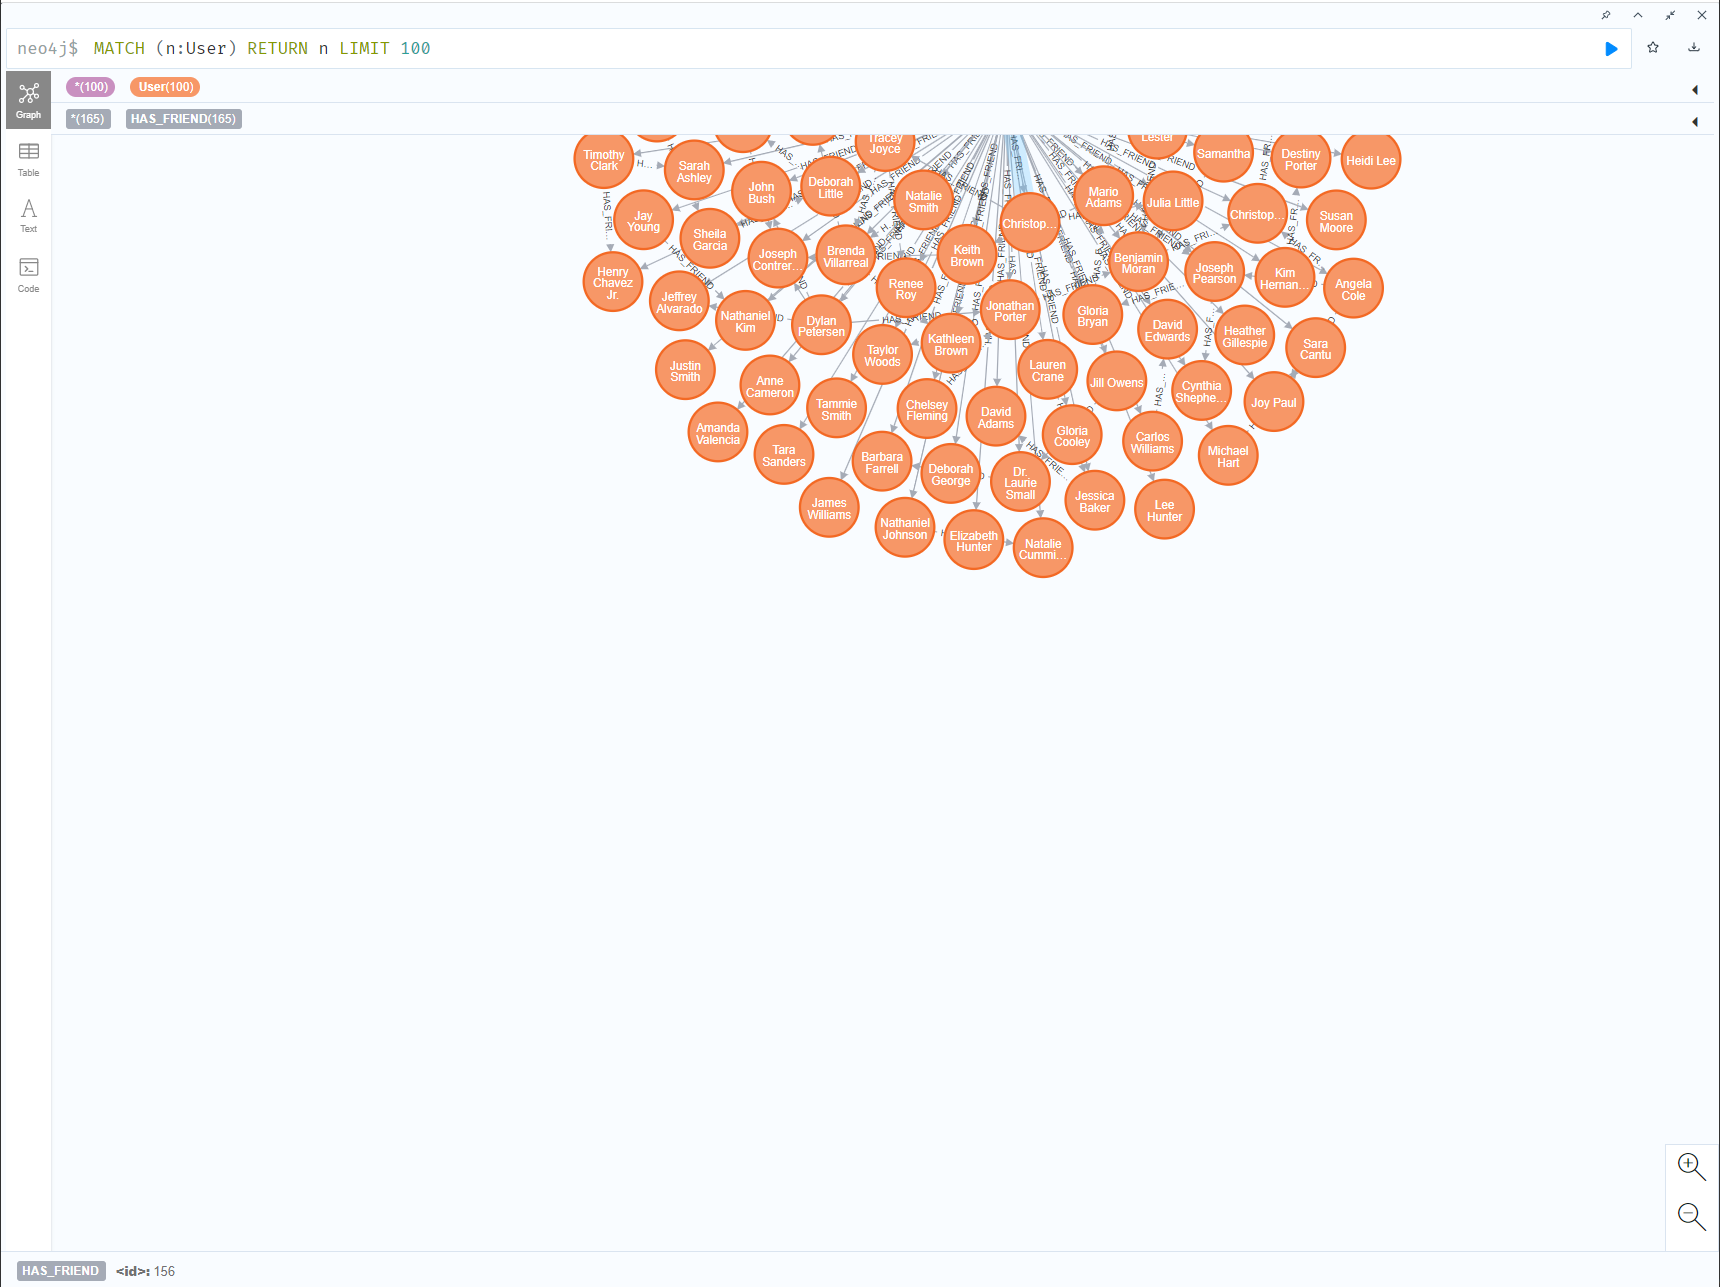 neo4j$ MATCH (n:User) RETURN n LIMIT 100
*(100) User(100)
*(165) HAS_FRIEND(165)
Graph
Table
Text
Code
Lester
Tracey
Joyce
Timothy
Clark
Sarah
Ashley
Samantha
Destiny
Porter
Heidi Lee
John
Bush
Deborah
Little
Natalie
Smith
Mario
Adams
Julia Little
Jay
Young
Sheila
Garcia
Christop...
Christop...
Susan
Moore
Joseph
Contrer...
Brenda
Villarreal
Keith
Brown
Benjamin
Moran
Joseph
Pearson
Kim
Hernan...
Angela
Cole
Henry
Chavez
Jr.
Jeffrey
Alvarado
Nathaniel
Kim
Dylan
Petersen
Renee
Roy
Jonathan
Porter
Gloria
Bryan
David
Edwards
Heather
Gillespie
Sara
Cantu
Taylor
Woods
Kathleen
Brown
Justin
Smith
Anne
Cameron
Lauren
Crane
Jill Owens
Cynthia
Shephe...
Joy Paul
Tammie
Smith
Chelsey
Fleming
David
Adams
Amanda
Valencia
Tara
Sanders
Barbara
Farrell
Gloria
Cooley
Carlos
Williams
Michael
Hart
Deborah
George
Dr.
Laurie
Small
Jessica
Baker
James
Williams
Nathaniel
Johnson
Elizabeth
Hunter
Natalie
Cummi...
Lee
Hunter
HAS_FRIEND
HAS_FRIEND
HAS_FRIEND
HAS_FRIEND
HAS_FRIE...
HAS_FRIE...
HAS_FRI...
HAS_FRIEND <id>: 156